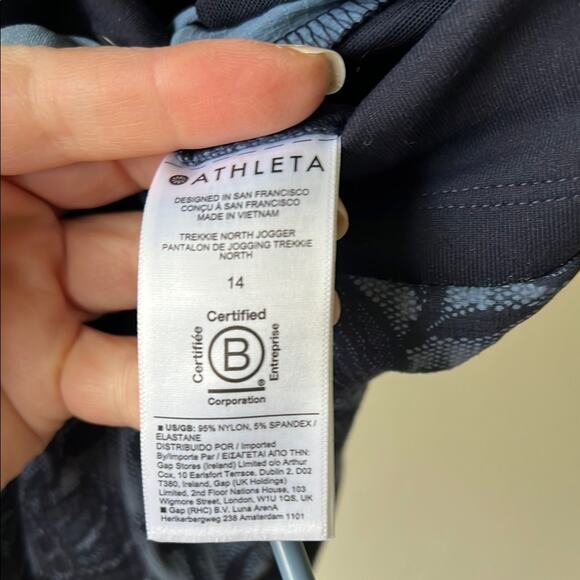 ATHLETA
DESIGNED IN SAN FRANCISCO
CONÇU À SAN FRANCISCO
MADE IN VIETNAM
TREKKIE NORTH JOGGER
PANTALON DE JOGGING TREKKIE
NORTH
14
Certified
Certifiée
B
Entreprise
®
Corporation
■ US/GB: 95% NYLON, 5% SPANDEX /
ELASTANE
DISTRIBUIDO POR / Imported
By/Importe Par / ΕΙΣΑΓΕΤΑΙ ΑΠΟ ΤΗΝ:
Gap Stores (Ireland) Limited c/o Arthur
Cox, 10 Earlsfort Terrace, Dublin 2, D02
T380, Ireland, Gap (UK Holdings)
Limited, 2nd Floor Nations House, 103
Wigmore Street, London, W1U 1QS, UK
■ Gap (RHC) B.V. Luna ArenA
Herikerbergweg 238 Amsterdam 1101